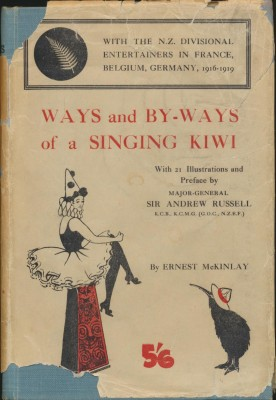 WITH THE N.Z. DIVISIONAL
ENTERTAINERS IN FRANCE,
BELGIUM, GERMANY, 1916-1919
WAYS and BY-WAYS
of a SINGING KIWI
With 21 Illustrations and
Preface by
MAJOR-GENERAL
SIR ANDREW RUSSELL
K.C.B., K.C.M.G. (G.O.C., N.Z.E.F.)
By ERNEST McKINLAY
5'6